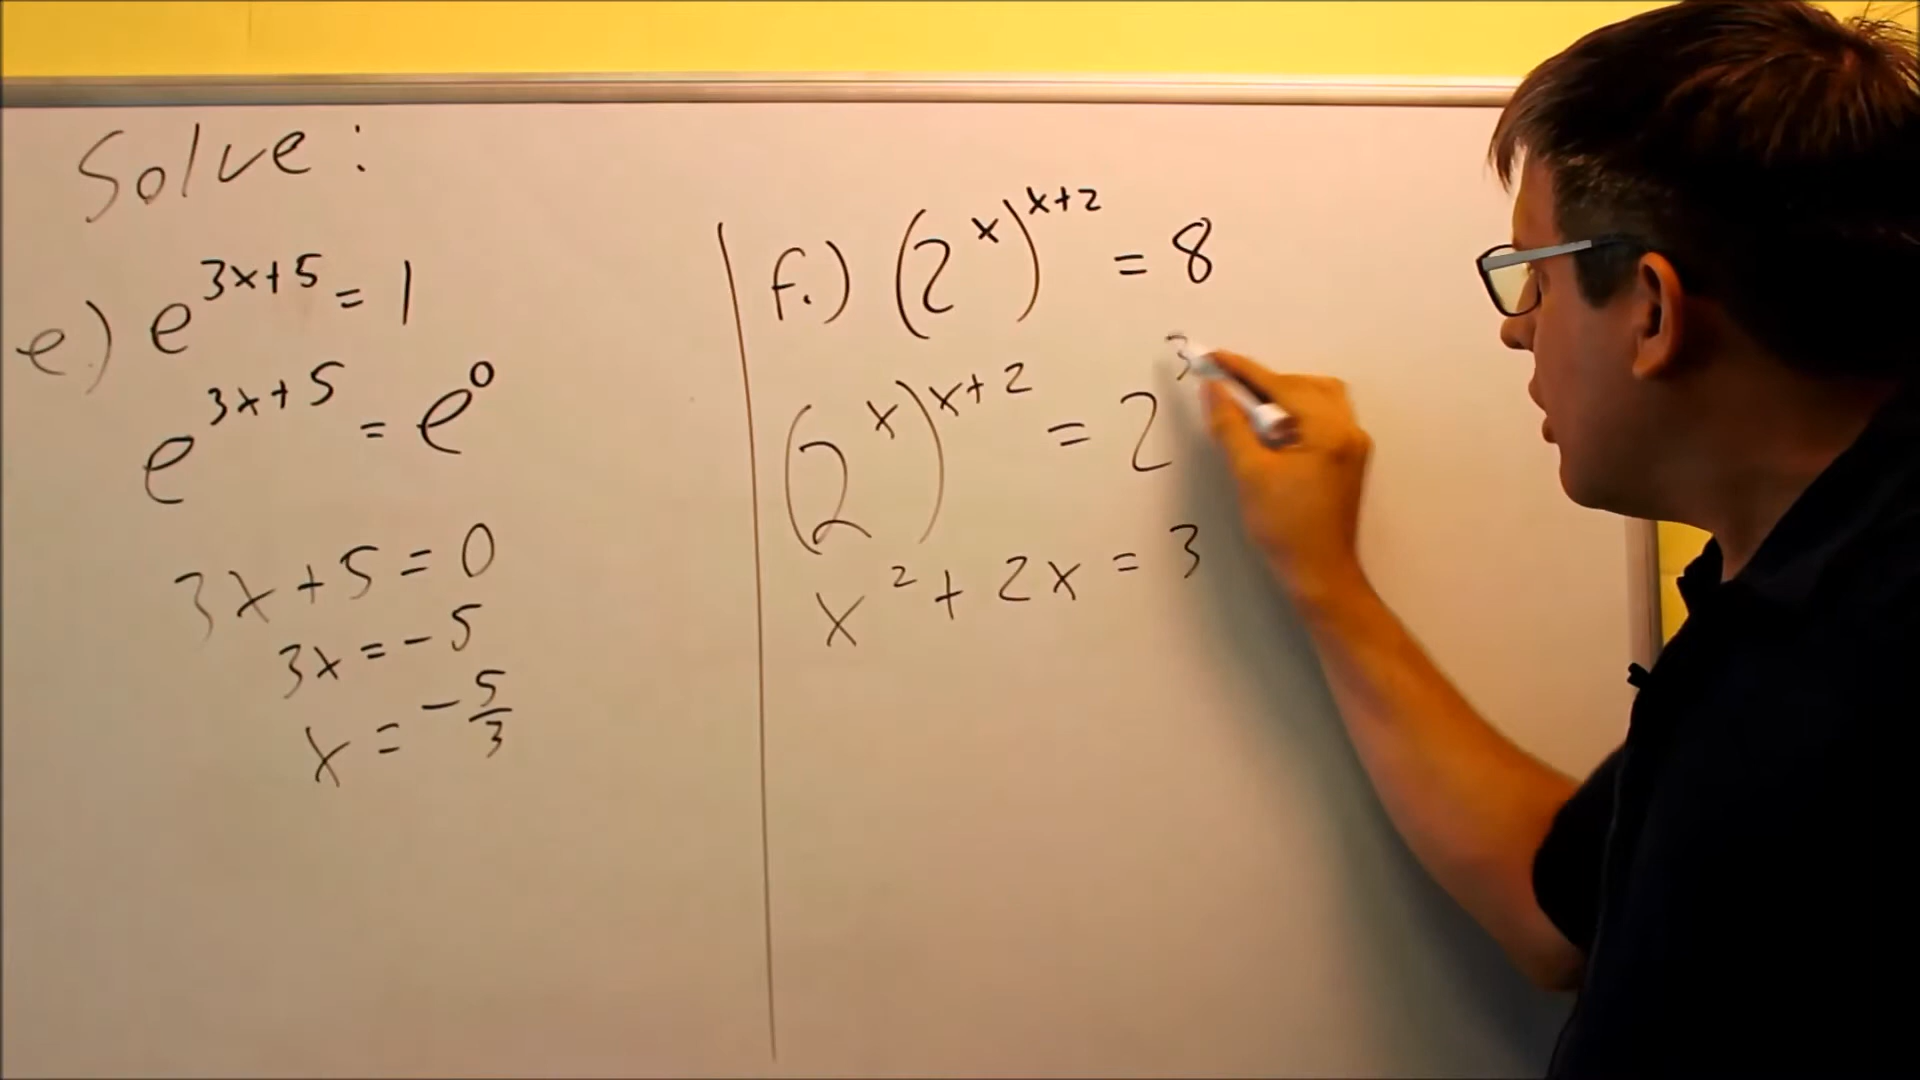 Solve:
e.) e^{3x+5} = 1
e^{3x+5} = e^0
3x + 5 = 0
3x = -5
x = -5/3
f.) (2^x)^{x+2} = 8
(2^x)^{x+2} = 2^3
x^2 + 2x = 3